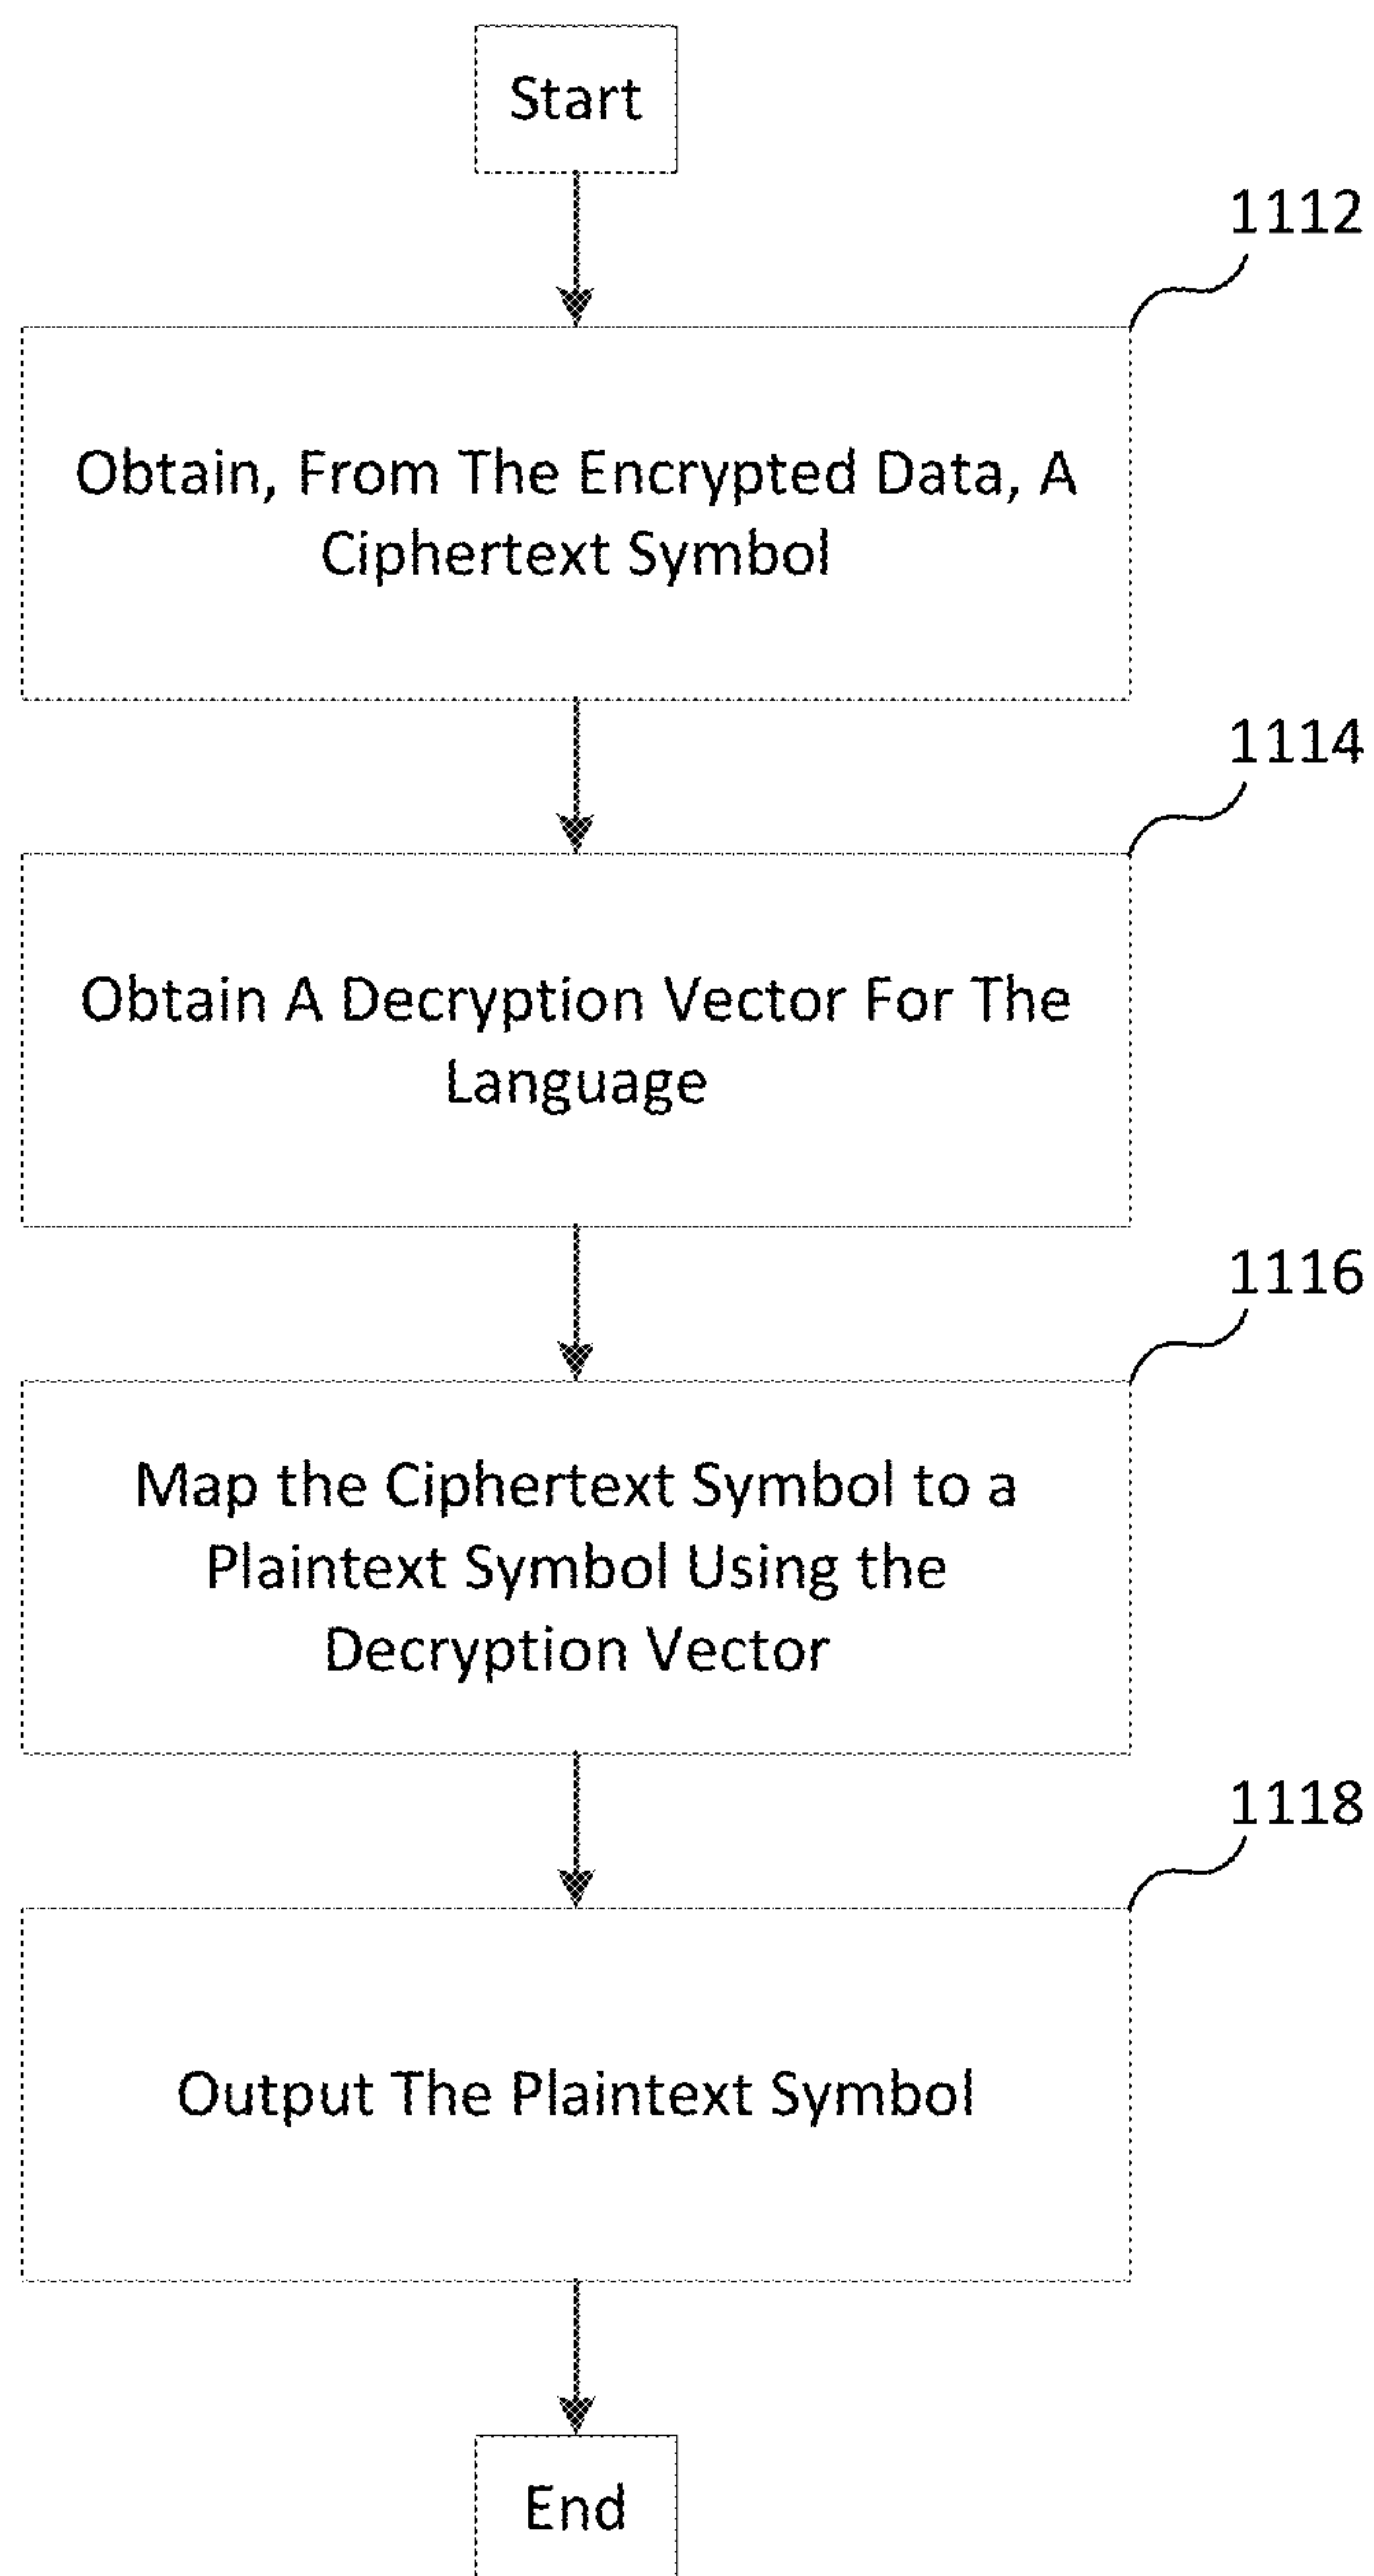 Start
1112
Obtain, From The Encrypted Data, A
Ciphertext Symbol
1114
Obtain A Decryption Vector For The
Language
1116
Map the Ciphertext Symbol to a
Plaintext Symbol Using the
Decryption Vector
1118
Output The Plaintext Symbol
End